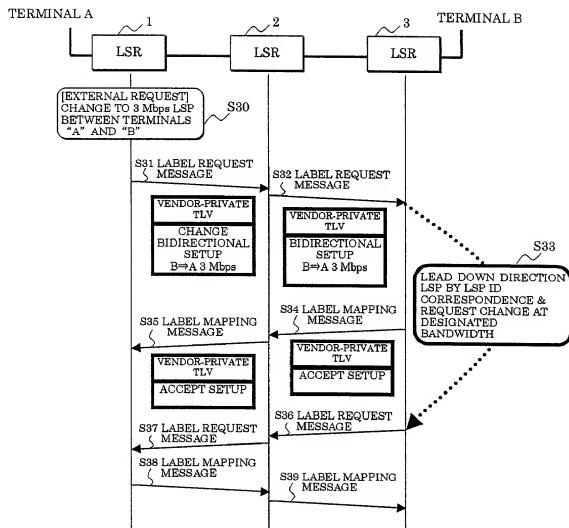 TERMINAL A
1
2
3
TERMINAL B
LSR
LSR
LSR
[EXTERNAL REQUEST]
CHANGE TO 3 Mbps LSP
BETWEEN TERMINALS
“A” AND “B”
S30
S31 LABEL REQUEST
MESSAGE
S32 LABEL REQUEST
MESSAGE
VENDOR-PRIVATE
TLV
CHANGE
BIDIRECTIONAL
SETUP
B⇒A 3 Mbps
VENDOR-PRIVATE
TLV
BIDIRECTIONAL
SETUP
B⇒A 3 Mbps
S33
LEAD DOWN DIRECTION
LSP BY LSP ID
CORRESPONDENCE &
REQUEST CHANGE AT
DESIGNATED
BANDWIDTH
S34 LABEL MAPPING
MESSAGE
S35 LABEL MAPPING
MESSAGE
VENDOR-PRIVATE
TLV
ACCEPT SETUP
VENDOR-PRIVATE
TLV
ACCEPT SETUP
S36 LABEL REQUEST
MESSAGE
S37 LABEL REQUEST
MESSAGE
S38 LABEL MAPPING
MESSAGE
S39 LABEL MAPPING
MESSAGE